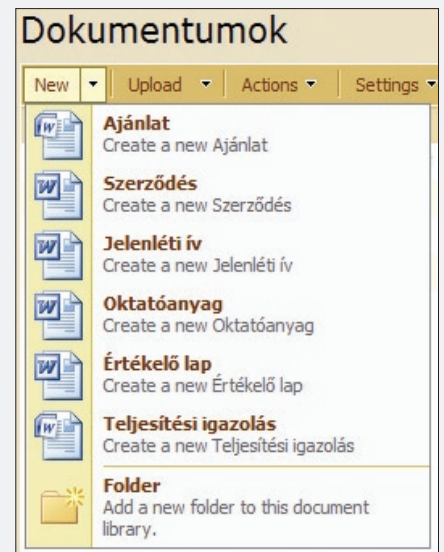 Dokumentumok
New Upload Actions Settings
Ajánlat
Create a new Ajánlat
Szerződés
Create a new Szerződés
Jelenléti ív
Create a new Jelenléti ív
Oktatóanyag
Create a new Oktatóanyag
Értékelő lap
Create a new Értékelő lap
Teljesítési igazolás
Create a new Teljesítési igazolás
Folder
Add a new folder to this document
library.